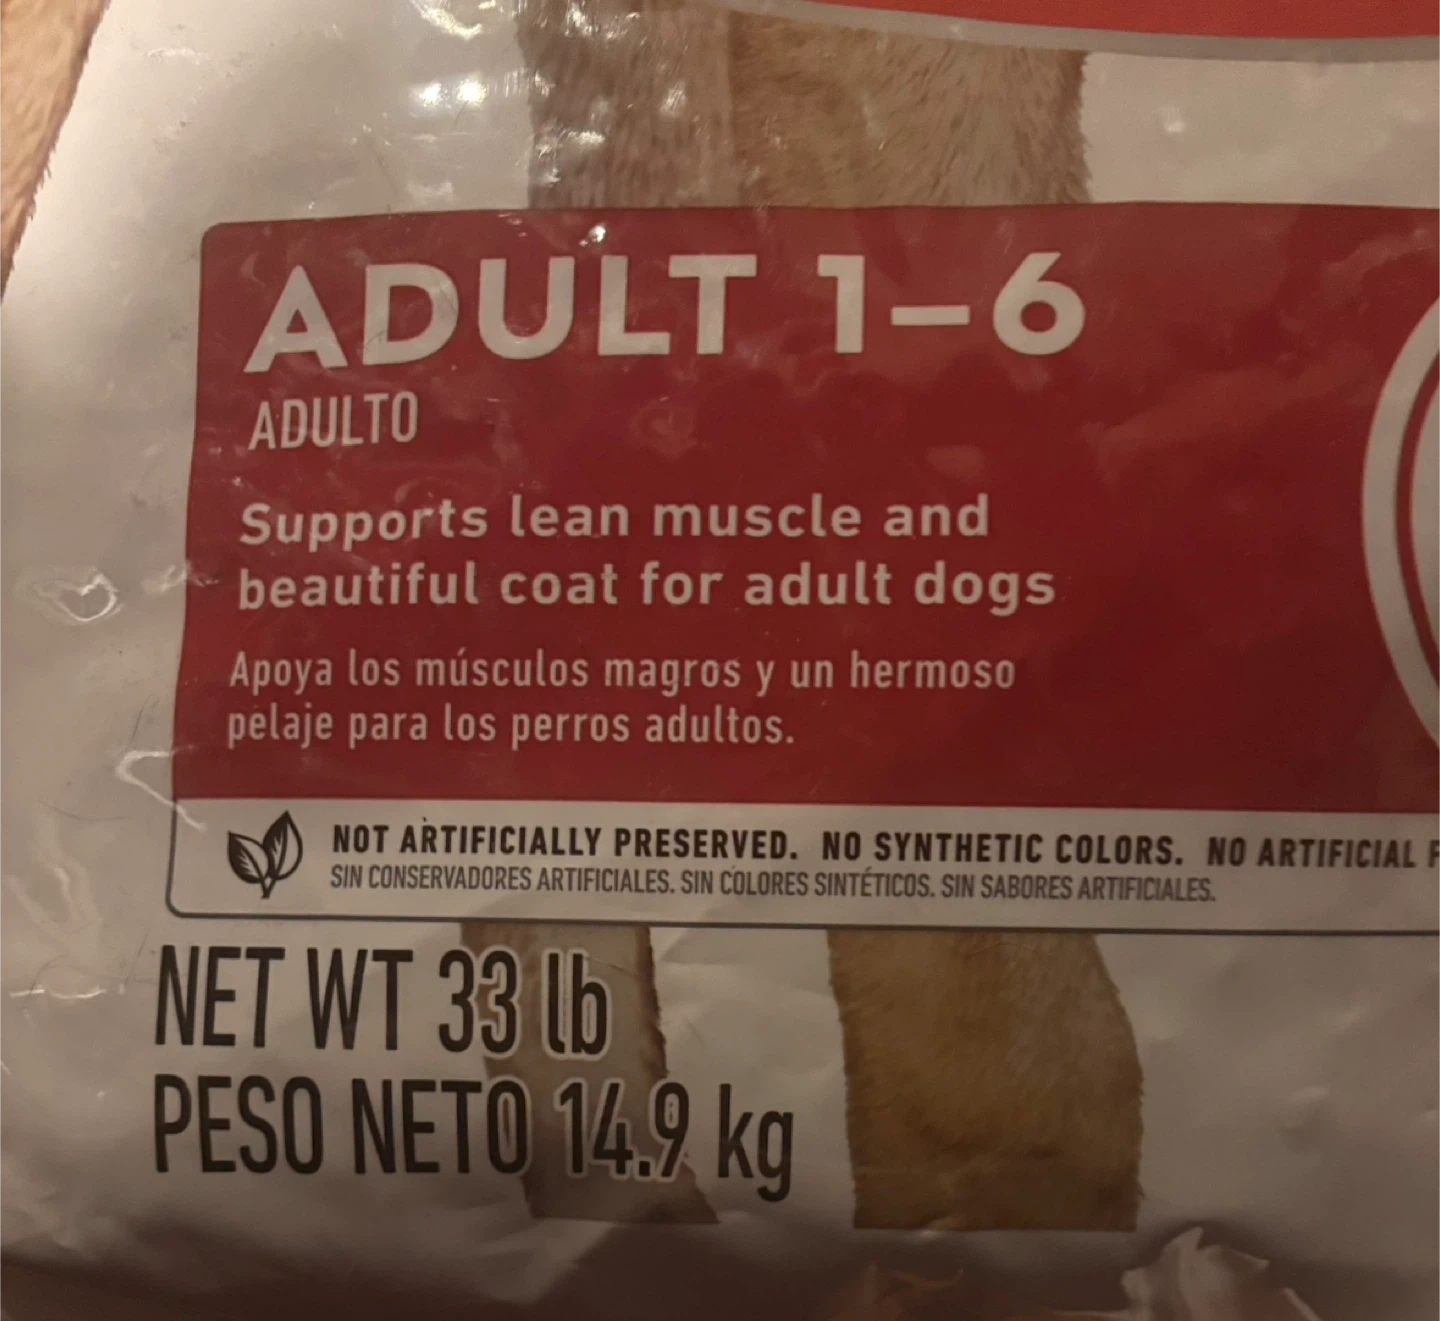 ADULT 1–6
ADULTO
Supports lean muscle and
beautiful coat for adult dogs
Apoya los músculos magros y un hermoso
pelaje para los perros adultos.
NOT ARTIFICIALLY PRESERVED. NO SYNTHETIC COLORS. NO ARTIFICIAL
SIN CONSERVADORES ARTIFICIALES. SIN COLORES SINTÉTICOS. SIN SABORES ARTIFICIALES.
NET WT 33 lb
PESO NETO 14.9 kg